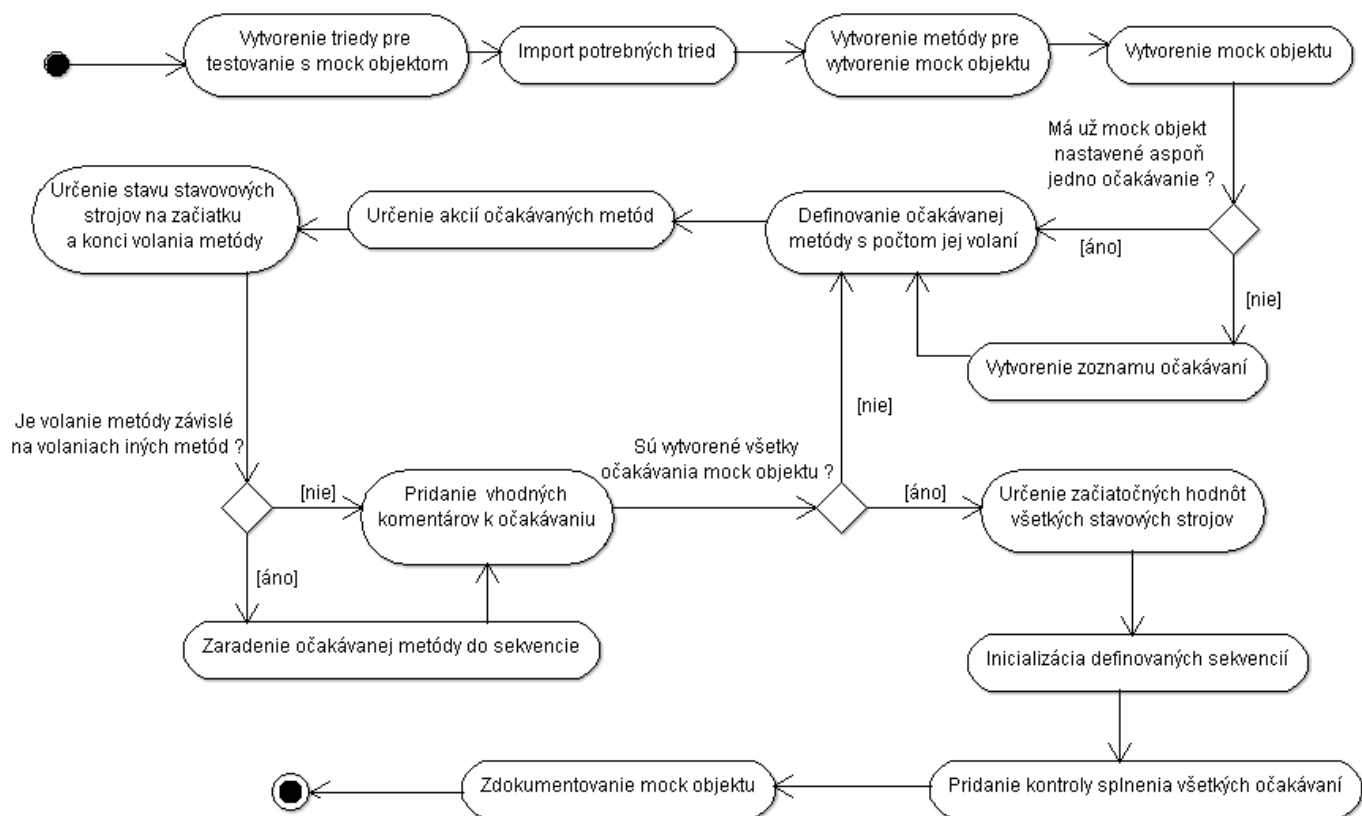 Vytvorenie triedy pre
testovanie s mock objektom
Import potrebných tried
Vytvorenie metódy pre
vytvorenie mock objektu
Vytvorenie mock objektu
Má už mock objekt
nastavené aspoň
jedno očakávanie ?
Určenie stavu stavovových
strojov na začiatku
a konci volania metódy
Určenie akcií očakávaných metód
Definovanie očakávanej
metódy s počtom jej volaní
[áno]
[nie]
Vytvorenie zoznamu očakávaní
[nie]
Je volanie metódy závislé
na volaniach iných metód ?
Sú vytvorené všetky
očakávania mock objektu ?
[nie]
Pridanie vhodných
komentárov k očakávaniu
[áno]
Určenie začiatočných hodnôt
všetkých stavových strojov
[áno]
Zaradenie očakávanej metódy do sekvencie
Inicializácia definovaných sekvencií
Zdokumentovanie mock objektu
Pridanie kontroly splnenia všetkých očakávaní